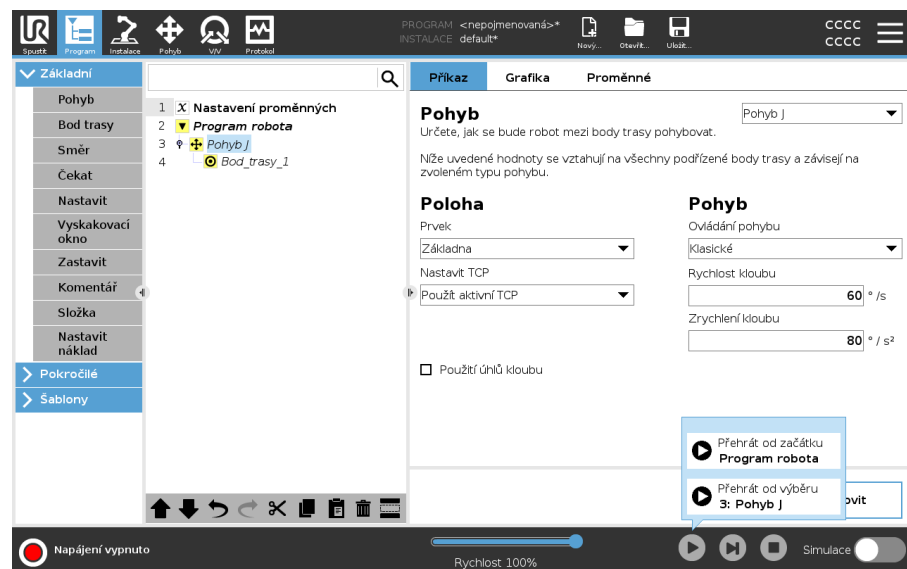 PROGRAM <nepojmenovaná>*
INSTALACE default*
Spustit Program Instalace Pohyb V/V Protokol Nový... Otevřít... Uložit...
CCCC
CCCC
Základní
Pohyb
Bod trasy
Směr
Čekat
Nastavit
Vyskakovací
okno
Zastavit
Komentář
Složka
Nastavit
náklad
Pokročilé
Šablony
1 X Nastavení proměnných
2 Program robota
3 Pohyb J
4 Bod_trasy_1
Příkaz Grafika Proměnné
Pohyb
Pohyb J
Určete, jak se bude robot mezi body trasy pohybovat.
Níže uvedené hodnoty se vztahují na všechny podřízené body trasy a závisejí na
zvoleném typu pohybu.
Poloha
Prvek
Základna
Nastavit TCP
Použít aktivní TCP
Použití úhlů kloubu
Pohyb
Ovládání pohybu
Klasické
Rychlost kloubu
60 ° /s
Zrychlení kloubu
80 ° / s²
Přehrát od začátku
Program robota
Přehrát od výběru
3: Pohyb J
ovit
Napájení vypnuto
Rychlost 100%
Simulace